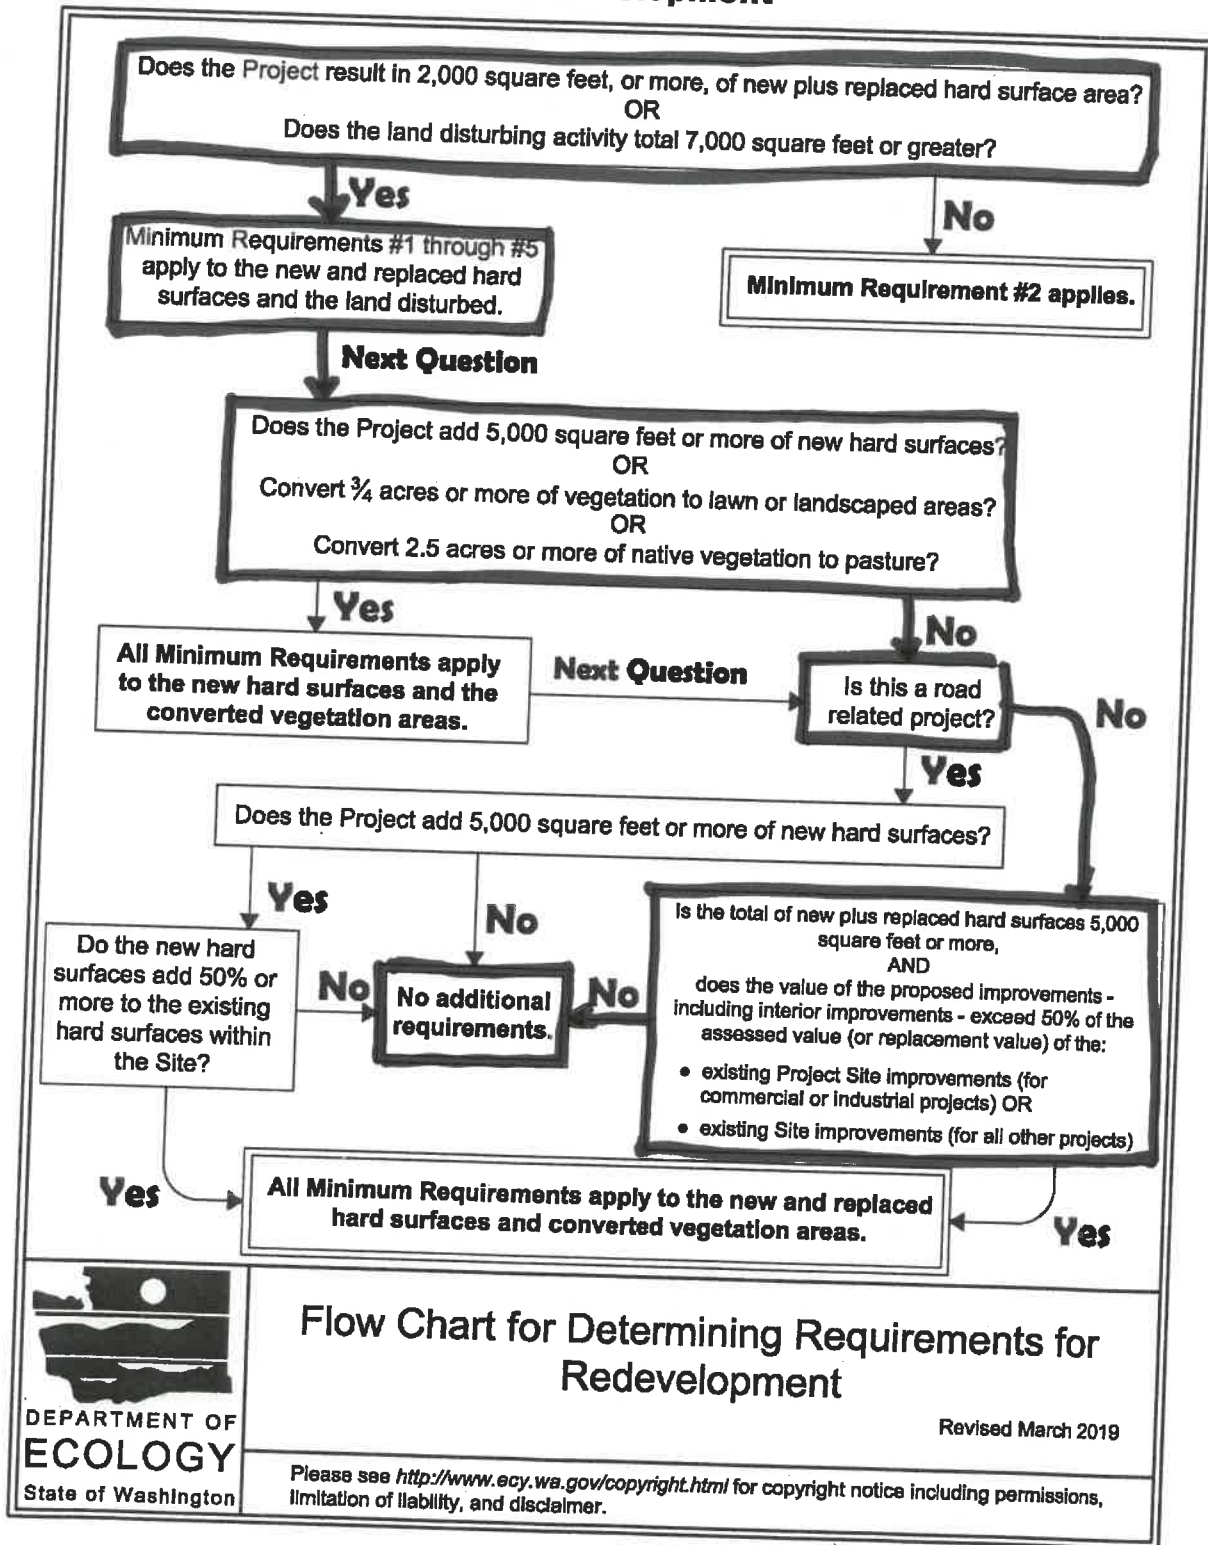 Does the Project result in 2,000 square feet, or more, of new plus replaced hard surface area?
OR
Does the land disturbing activity total 7,000 square feet or greater?
Yes
No
Minimum Requirements #1 through #5
apply to the new and replaced hard
surfaces and the land disturbed.
Minimum Requirement #2 applies.
Next Question
Does the Project add 5,000 square feet or more of new hard surfaces?
OR
Convert ¾ acres or more of vegetation to lawn or landscaped areas?
OR
Convert 2.5 acres or more of native vegetation to pasture?
Yes
No
All Minimum Requirements apply
to the new hard surfaces and the
converted vegetation areas.
Next Question
Is this a road
related project?
No
Yes
Does the Project add 5,000 square feet or more of new hard surfaces?
Yes
No
Do the new hard
surfaces add 50% or
more to the existing
hard surfaces within
the Site?
No
No additional
requirements.
No
Is the total of new plus replaced hard surfaces 5,000
square feet or more,
AND
does the value of the proposed improvements -
including interior improvements - exceed 50% of the
assessed value (or replacement value) of the:
• existing Project Site improvements (for
commercial or industrial projects) OR
• existing Site improvements (for all other projects)
Yes
All Minimum Requirements apply to the new and replaced
hard surfaces and converted vegetation areas.
Yes
DEPARTMENT OF
ECOLOGY
State of Washington
Flow Chart for Determining Requirements for
Redevelopment
Revised March 2019
Please see http://www.ecy.wa.gov/copyright.html for copyright notice including permissions,
limitation of liability, and disclaimer.